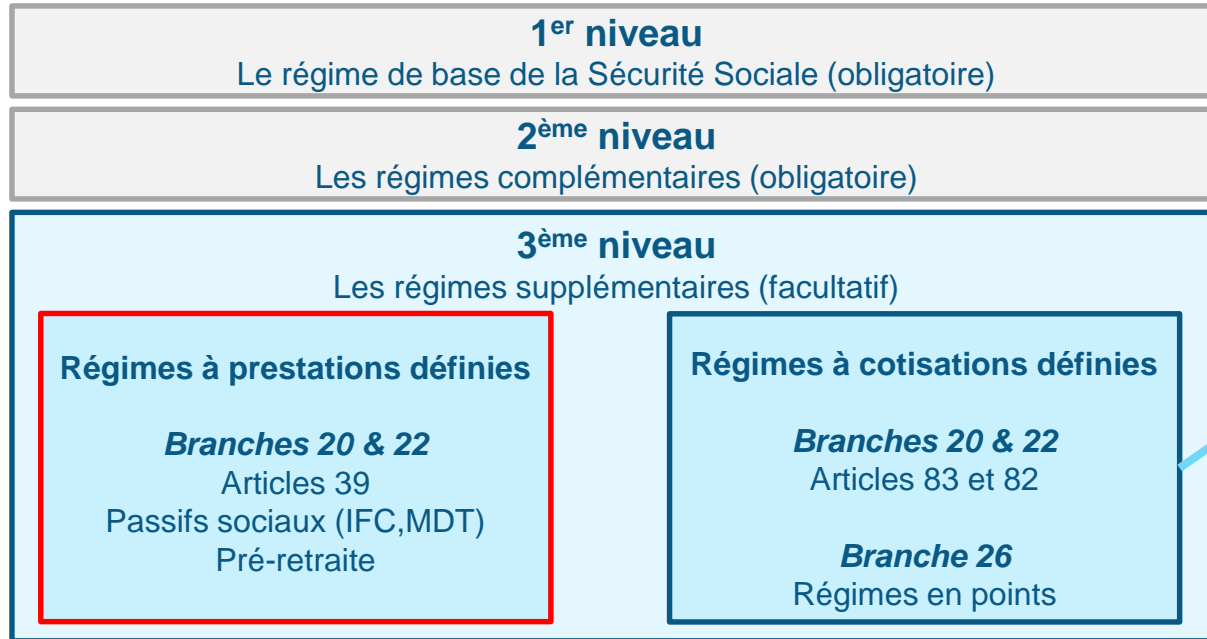 1er niveau
Le régime de base de la Sécurité Sociale (obligatoire)
2ème niveau
Les régimes complémentaires (obligatoire)
3ème niveau
Les régimes supplémentaires (facultatif)
Régimes à prestations définies
Branches 20 & 22
Articles 39
Passifs sociaux (IFC,MDT)
Pré-retraite
Régimes à cotisations définies
Branches 20 & 22
Articles 83 et 82
Branche 26
Régimes en points